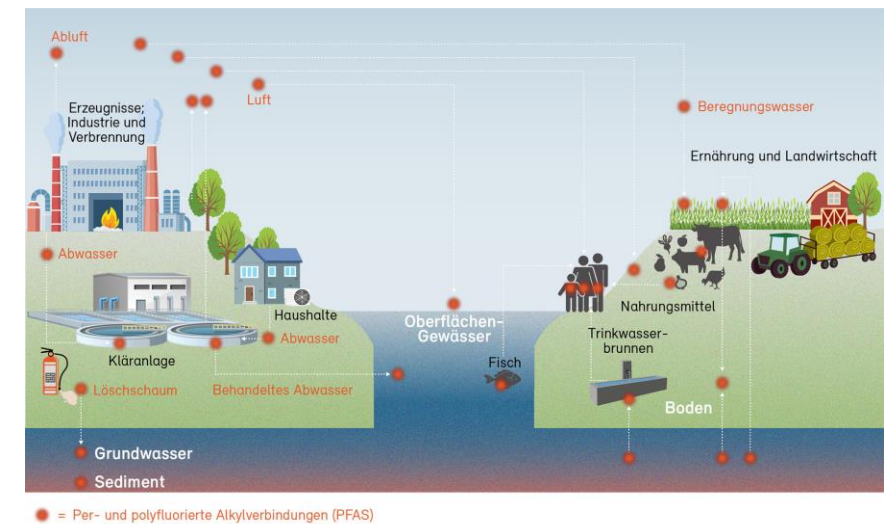 Abluft
Luft
Erzeugnisse;
Industrie und
Verbrennung
Beregnungswasser
Ernährung und Landwirtschaft
Abwasser
Haushalte
Abwasser
Kläranlage
Löschschaum
Behandeltes Abwasser
Oberflächen-
Gewässer
Fisch
Nahrungsmittel
Trinkwasser-
brunnen
Boden
Grundwasser
Sediment
= Per- und polyfluorierte Alkylverbindungen (PFAS)